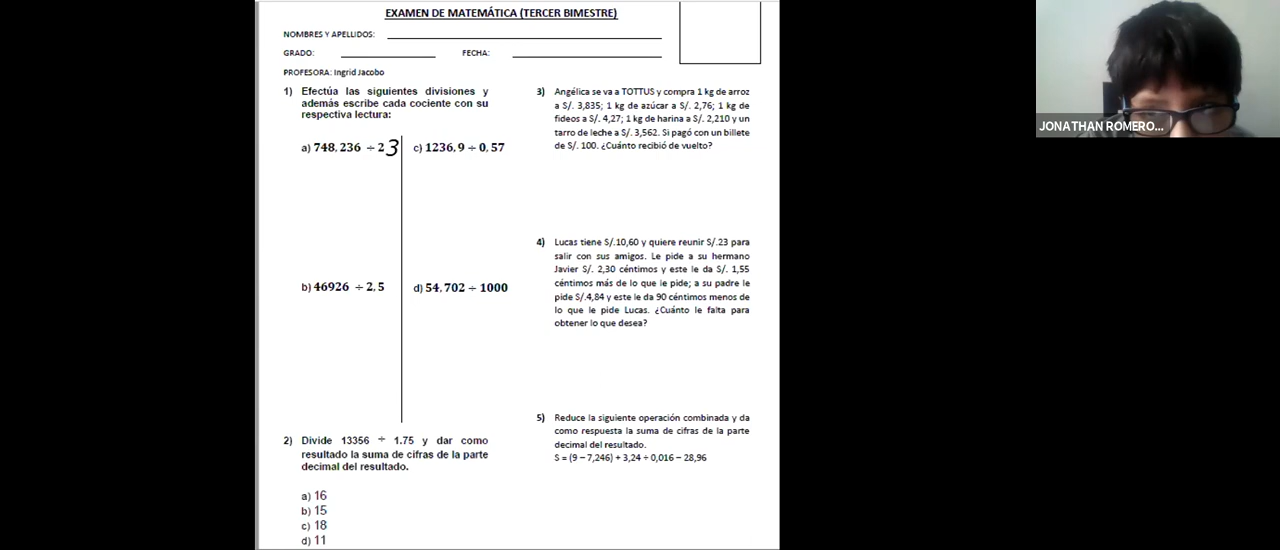 EXAMEN DE MATEMÁTICA (TERCER BIMESTRE)
NOMBRES Y APELLIDOS:
GRADO: FECHA:
PROFESORA: Ingrid Jacobo
1) Efectúa las siguientes divisiones y
además escribe cada cociente con su
respectiva lectura:
a) 748,236 ÷ 23
c) 1236,9 ÷ 0,57
b) 46926 ÷ 2,5
d) 54,702 ÷ 1000
2) Divide 13356 ÷ 1.75 y dar como
resultado la suma de cifras de la parte
decimal del resultado.
a) 16
b) 15
c) 18
d) 11
3) Angélica se va a TOTTUS y compra 1 kg de arroz
a S/. 3,835; 1 kg de azúcar a S/. 2,76; 1 kg de
fideos a S/. 4,27; 1 kg de harina a S/. 2,210 y un
tarro de leche a S/. 3,562. Si pagó con un billete
de S/. 100. ¿Cuánto recibió de vuelto?
4) Lucas tiene S/.10,60 y quiere reunir S/.23 para
salir con sus amigos. Le pide a su hermano
Javier S/. 2,30 céntimos y este le da S/. 1,55
céntimos más de lo que le pide; a su padre le
pide S/.4,84 y este le da 90 céntimos menos de
lo que le pide Lucas. ¿Cuánto le falta para
obtener lo que desea?
5) Reduce la siguiente operación combinada y da
como respuesta la suma de cifras de la parte
decimal del resultado.
S = (9 – 7,246) + 3,24 ÷ 0,016 – 28,96
JONATHAN ROMERO...